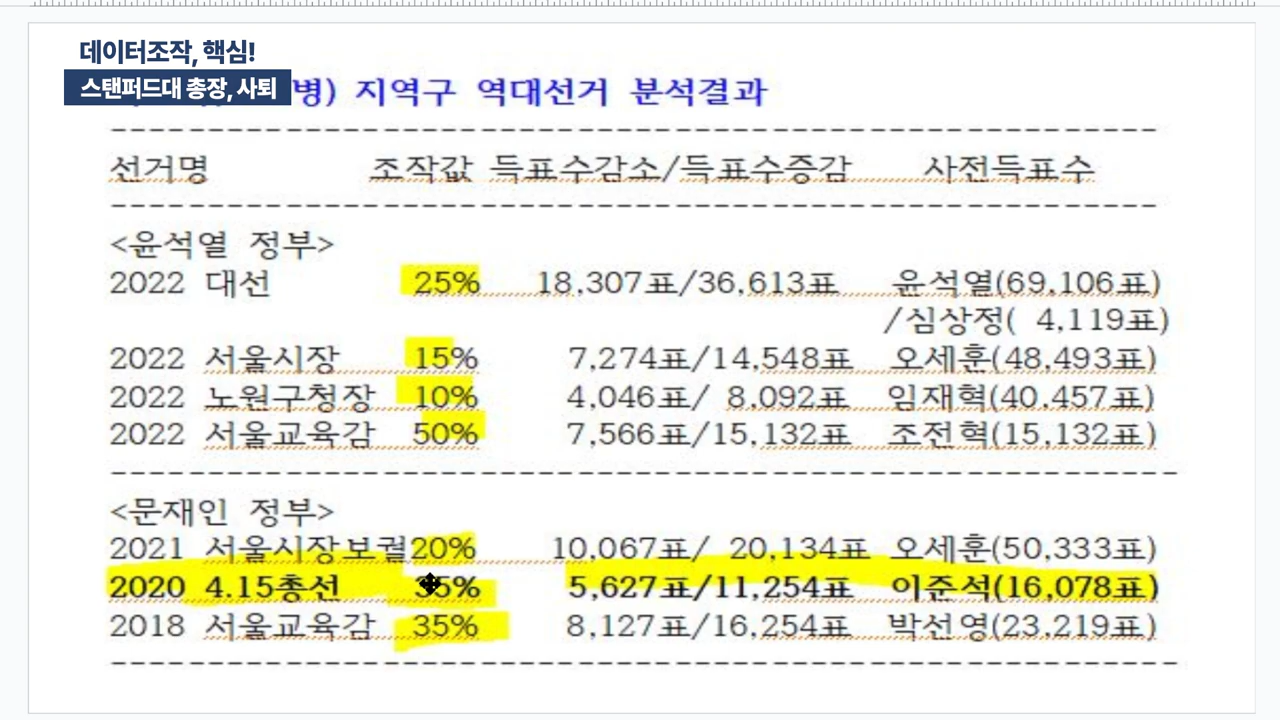 데이터조작, 핵심!
스탠퍼드대 총장, 사퇴
병) 지역구 역대선거 분석결과
선거명 조작값 득표수감소/득표수증감 사전득표수
<윤석열 정부>
2022 대선 25% 18,307표/36,613표 윤석열(69,106표)
/심상정( 4,119표)
2022 서울시장 15% 7,274표/14,548표 오세훈(48,493표)
2022 노원구청장 10% 4,046표/ 8,092표 임재혁(40,457표)
2022 서울교육감 50% 7,566표/15,132표 조전혁(15,132표)
<문재인 정부>
2021 서울시장보궐20% 10,067표/ 20,134표 오세훈(50,333표)
2020 4.15총선 35% 5,627표/11,254표 이준석(16,078표)
2018 서울교육감 35% 8,127표/16,254표 박선영(23,219표)